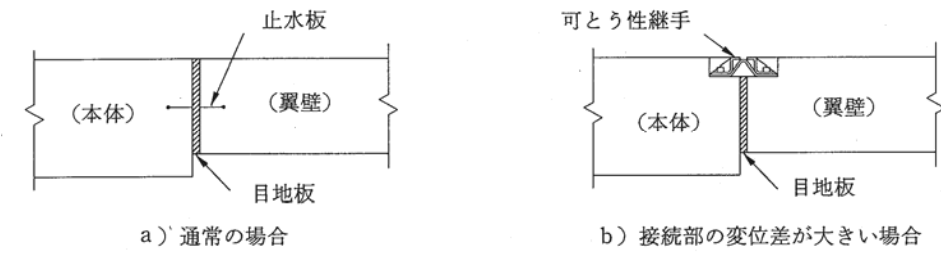 止水板
(本体)
(翼壁)
目地板
a) 通常の場合
可とう性継手
(本体)
(翼壁)
目地板
b) 接続部の変位差が大きい場合